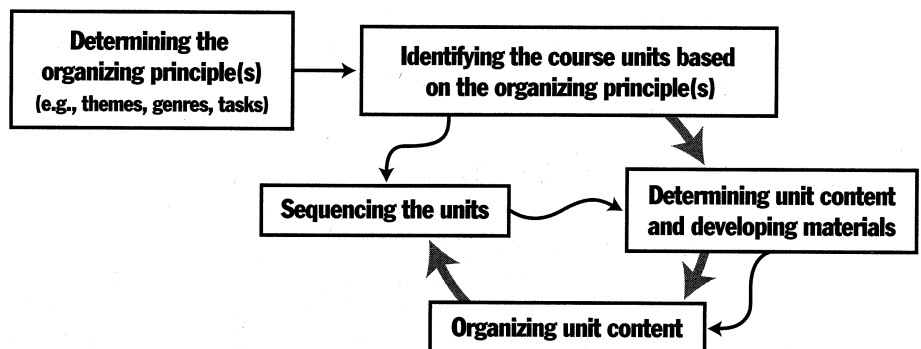 Determining the
organizing principle(s)
(e.g., themes, genres, tasks)
Identifying the course units based
on the organizing principle(s)
Sequencing the units
Determining unit content
and developing materials
Organizing unit content